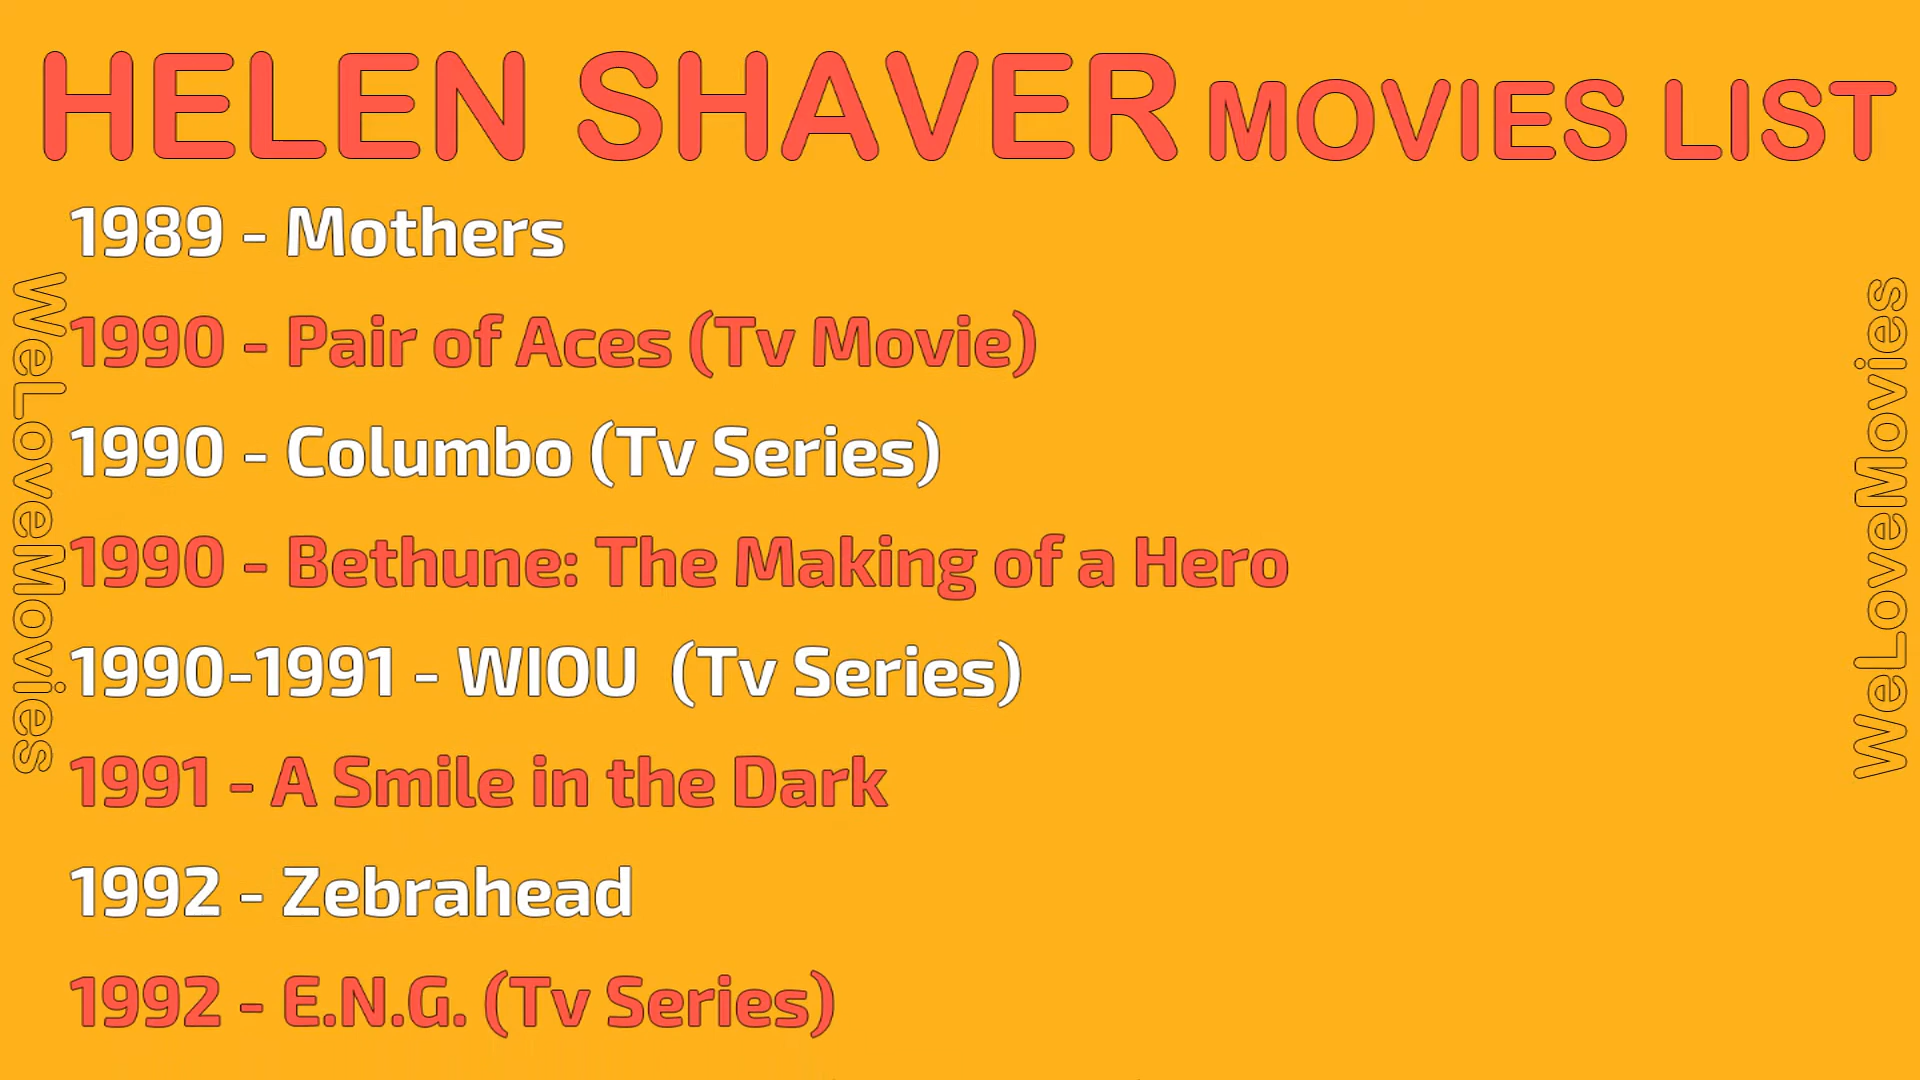 HELEN SHAVER MOVIES LIST
1989 - Mothers
1990 - Pair of Aces (Tv Movie)
1990 - Columbo (Tv Series)
1990 - Bethune: The Making of a Hero
1990-1991 - WIOU  (Tv Series)
1991 - A Smile in the Dark
1992 - Zebrahead
1992 - E.N.G. (Tv Series)
WeLoveMovies
WeLoveMovies